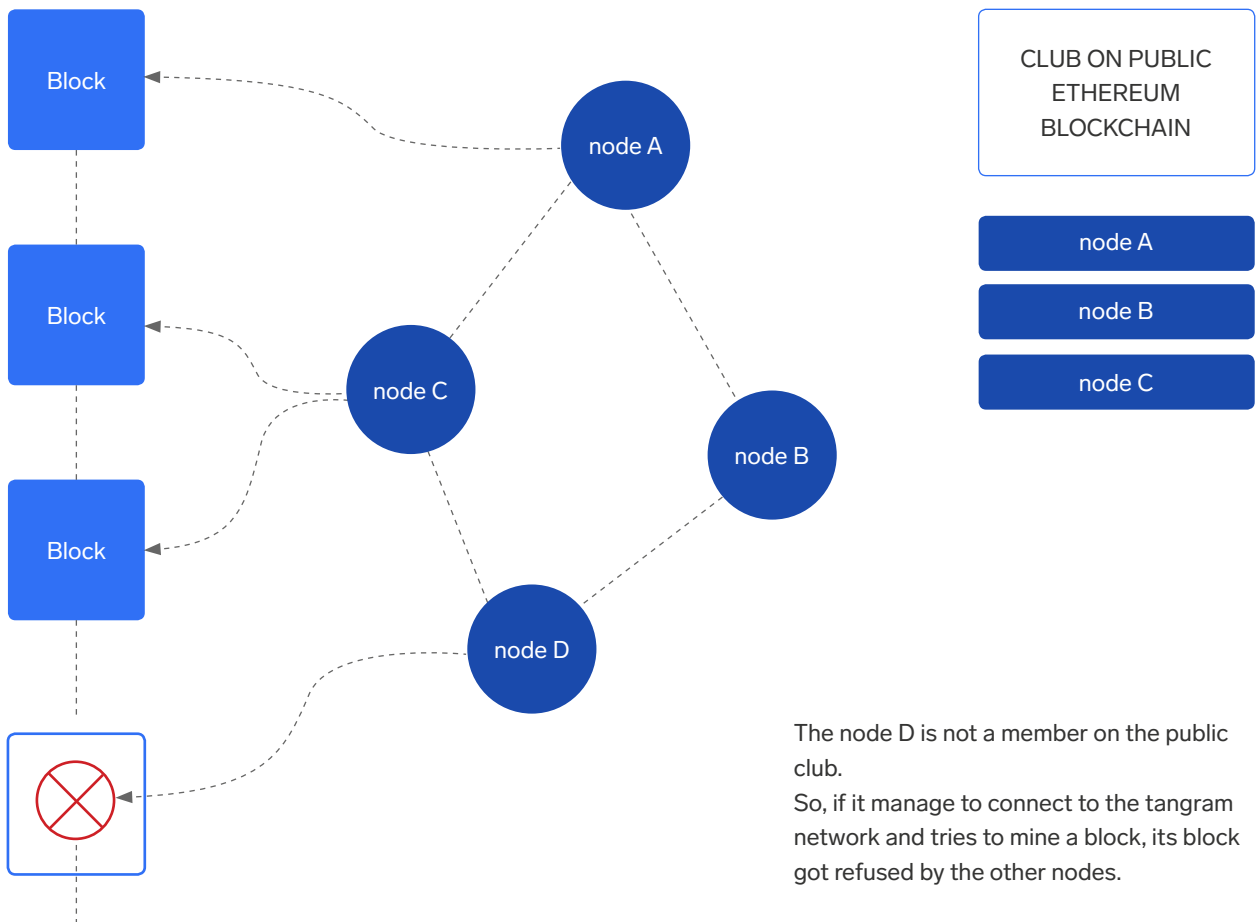 Block
node A
CLUB ON PUBLIC
ETHEREUM
BLOCKCHAIN
node A
Block
node B
node C
node C
node B
Block
node D
The node D is not a member on the public
club.
So, if it manage to connect to the tangram
network and tries to mine a block, its block
got refused by the other nodes.